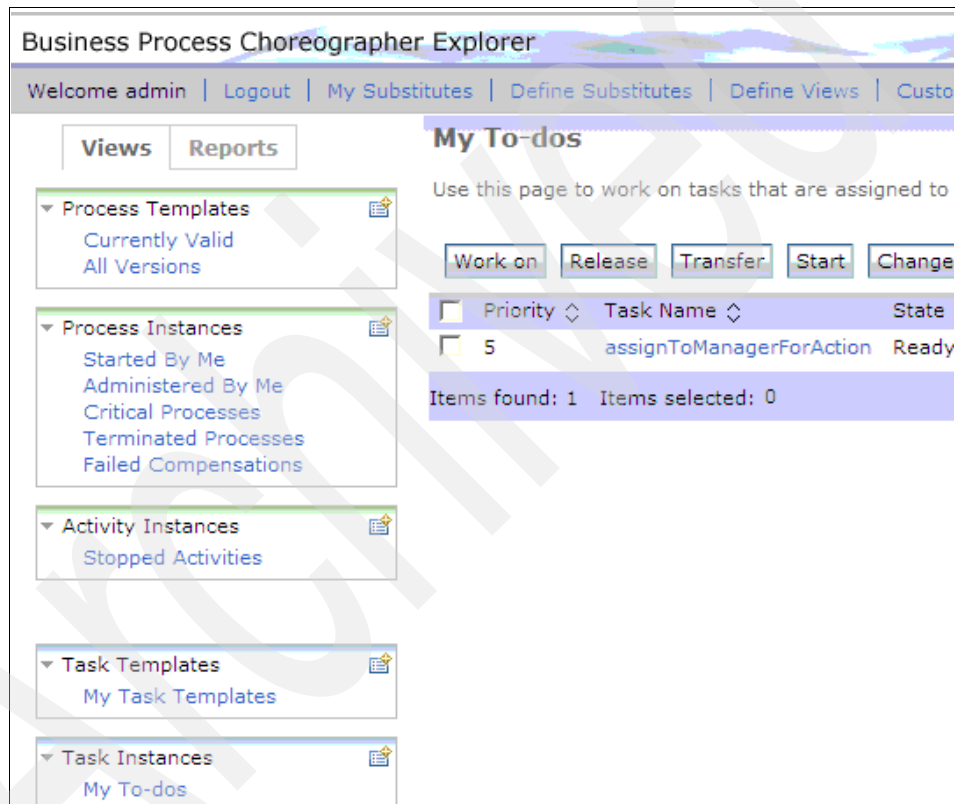 Business Process Choreographer Explorer
Welcome admin | Logout | My Substitutes | Define Substitutes | Define Views | Custo
Views Reports
My To-dos
Use this page to work on tasks that are assigned to
Process Templates
Currently Valid
All Versions
Work on Release Transfer Start Change
Priority Task Name State
5 assignToManagerForAction Ready
Items found: 1 Items selected: 0
Process Instances
Started By Me
Administered By Me
Critical Processes
Terminated Processes
Failed Compensations
Activity Instances
Stopped Activities
Task Templates
My Task Templates
Task Instances
My To-dos
Archived